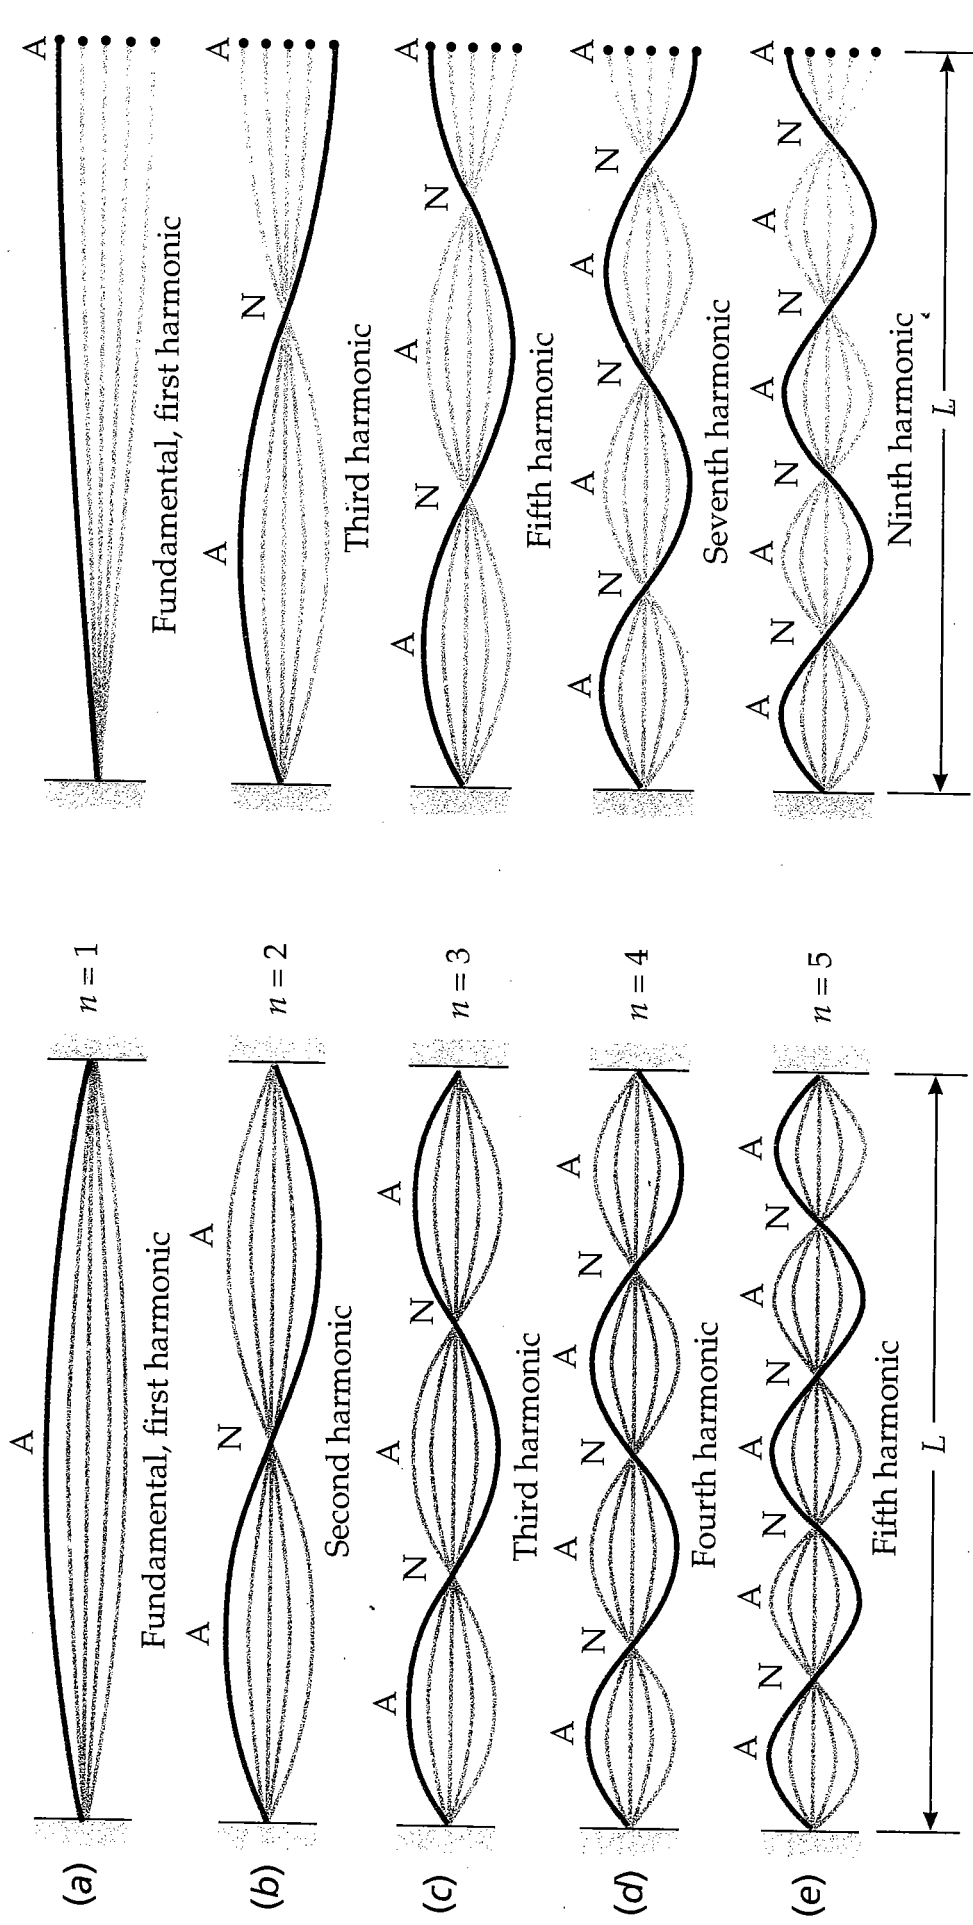 (a)
A
n = 1
Fundamental, first harmonic
(b)
A
N
A
n = 2
Second harmonic
(c)
A
N
A
N
A
n = 3
Third harmonic
(d)
A
N
A
N
A
N
A
n = 4
Fourth harmonic
(e)
A
N
A
N
A
N
A
N
A
n = 5
Fifth harmonic
L
A
Fundamental, first harmonic
A
N
A
Third harmonic
A
N
A
N
A
Fifth harmonic
A
N
A
N
A
N
A
Seventh harmonic
A
N
A
N
A
N
A
N
A
Ninth harmonic
L